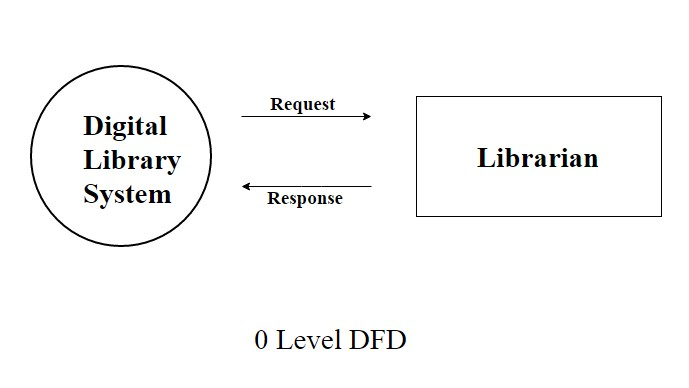 Digital
Library
System
Request
Response
Librarian
0 Level DFD